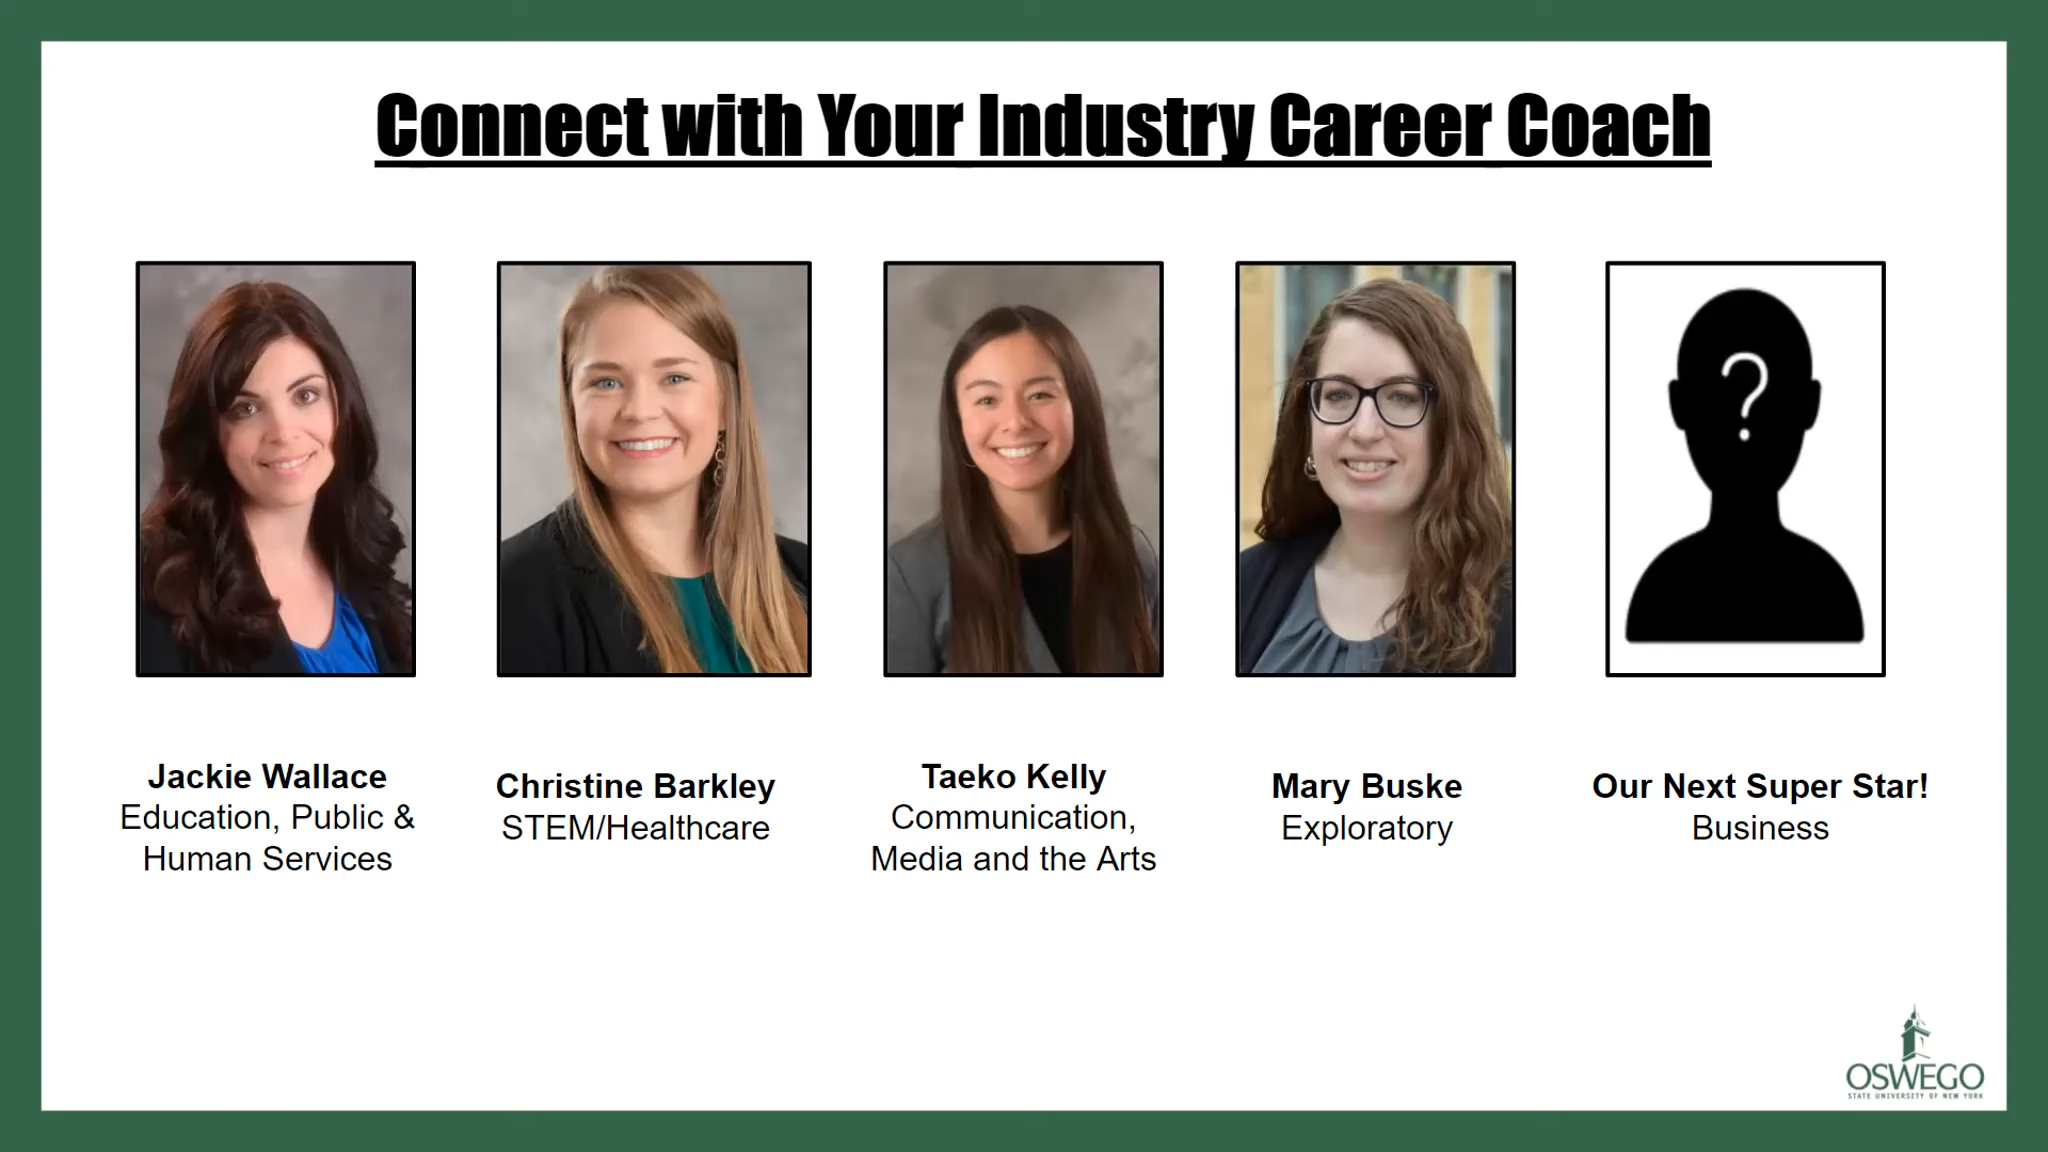 Connect with Your Industry Career Coach
?
Jackie Wallace
Education, Public &
Human Services
Christine Barkley
STEM/Healthcare
Taeko Kelly
Communication,
Media and the Arts
Mary Buske
Exploratory
Our Next Super Star!
Business
OSWEGO
STATE UNIVERSITY OF NEW YORK